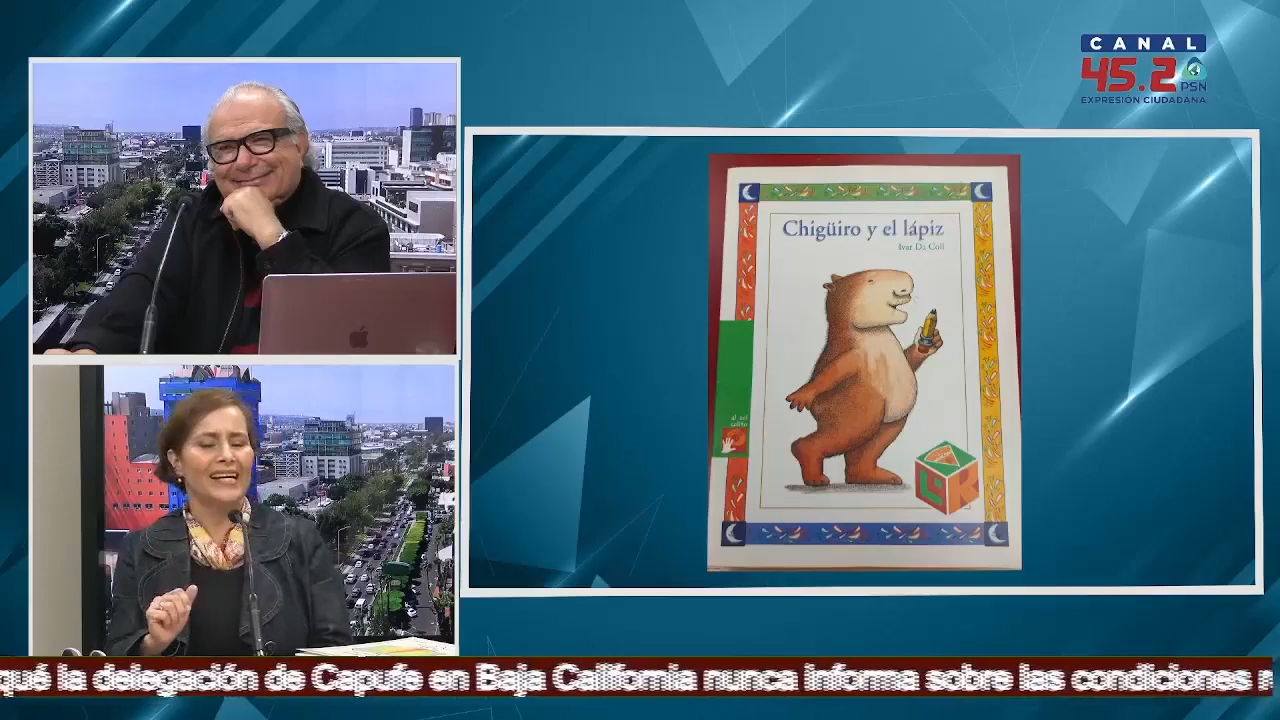 CANAL
45.2
PSN
EXPRESIÓN CIUDADANA
Chigüiro y el lápiz
Ivar Da Coll
qué la delegación de Capufe en Baja California nunca informa sobre las condiciones